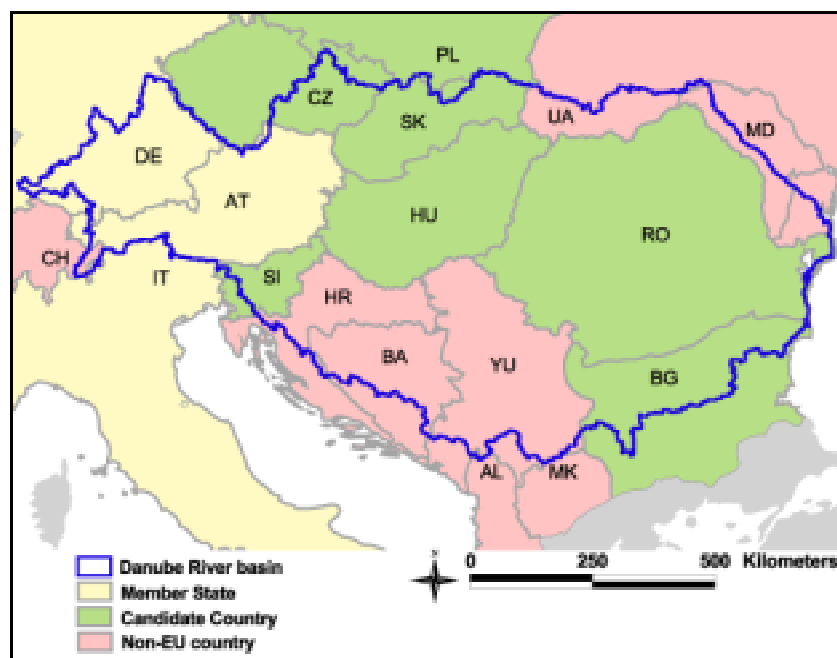 PL
CZ
UA
SK
MD
DE
AT
HU
RO
CH
IT
SI
HR
BA
YU
BG
AL
MK
0 250 500 Kilometers
Danube River basin
Member State
Candidate Country
Non-EU country